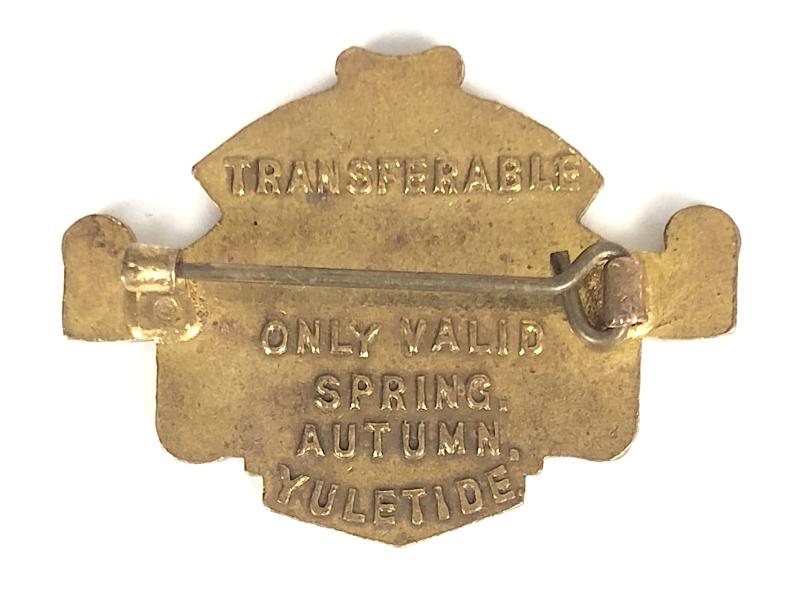 TRANSFERABLE
ONLY VALID
SPRING.
AUTUMN,
YULETIDE.